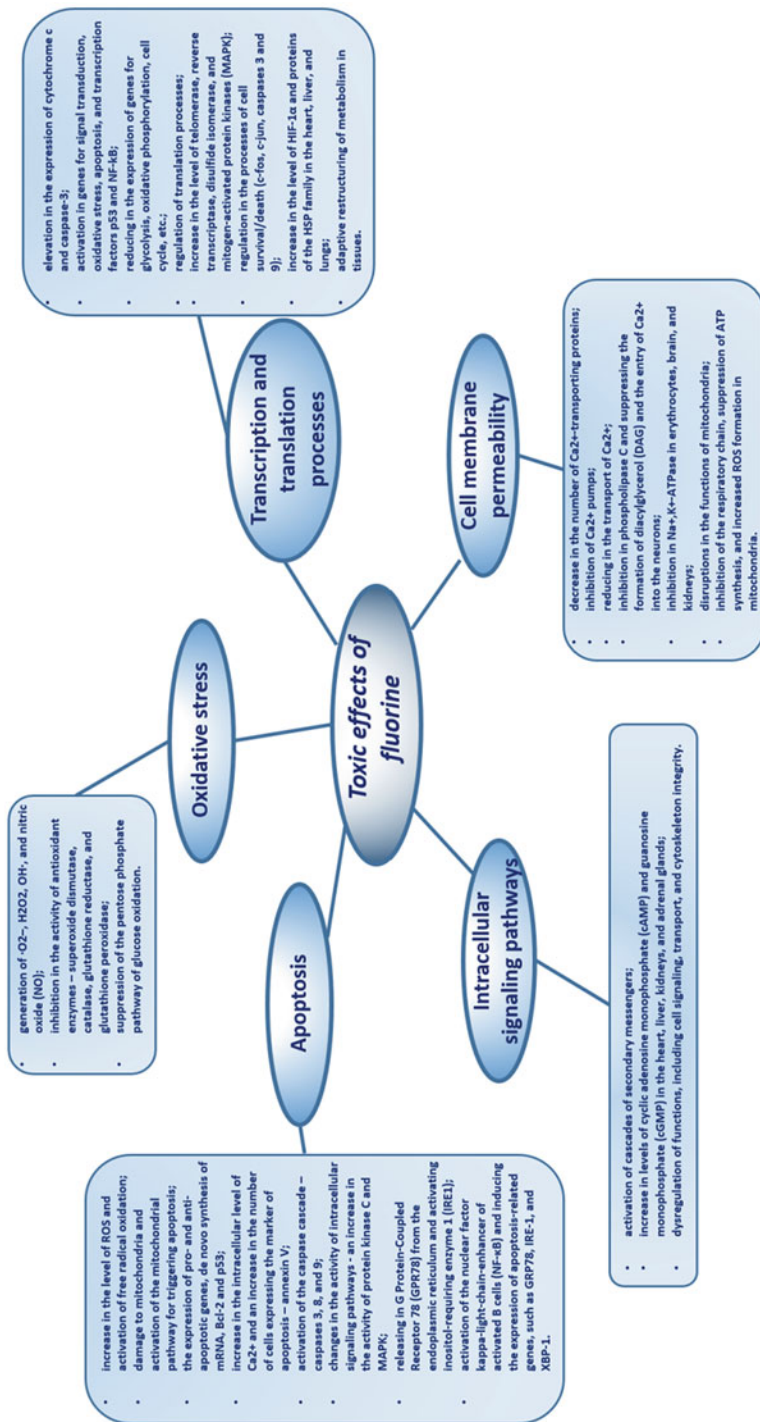 Toxic effects of
fluorine
Apoptosis
• increase in the level of ROS and
activation of free radical oxidation;
• damage to mitochondria and
activation of the mitochondrial
pathway for triggering apoptosis;
• the expression of pro- and anti-
apoptotic genes, de novo synthesis of
mRNA, Bcl-2 and p53;
• increase in the intracellular level of
Ca2+ and an increase in the number
of cells expressing the marker of
apoptosis – annexin V;
• activation of the caspase cascade –
caspases 3, 8, and 9;
• changes in the activity of intracellular
signaling pathways - an increase in
the activity of protein kinase C and
MAPK;
• releasing in G Protein-Coupled
Receptor 78 (GPR78) from the
endoplasmic reticulum and activating
inositol-requiring enzyme 1 (IRE1);
• activation of the nuclear factor
kappa-light-chain-enhancer of
activated B cells (NF-κB) and inducing
the expression of apoptosis-related
genes, such as GRP78, IRE-1, and
XBP-1.
Oxidative stress
• generation of ·O2–, H2O2, OH·, and nitric
oxide (NO);
• inhibition in the activity of antioxidant
enzymes – superoxide dismutase,
catalase, glutathione reductase, and
glutathione peroxidase;
• suppression of the pentose phosphate
pathway of glucose oxidation.
Transcription and
translation
processes
• elevation in the expression of cytochrome c
and caspase-3;
• activation in genes for signal transduction,
oxidative stress, apoptosis, and transcription
factors p53 and NF-kB;
• reducing in the expression of genes for
glycolysis, oxidative phosphorylation, cell
cycle, etc.;
• regulation of translation processes;
• increase in the level of telomerase, reverse
transcriptase, disulfide isomerase, and
mitogen-activated protein kinases (MAPK);
• regulation in the processes of cell
survival/death (c-fos, c-jun, caspases 3 and
9);
• increase in the level of HIF-1α and proteins
of the HSP family in the heart, liver, and
lungs;
• adaptive restructuring of metabolism in
tissues.
Intracellular
signaling pathways
• activation of cascades of secondary messengers;
• increase in levels of cyclic adenosine monophosphate (cAMP) and guanosine
monophosphate (cGMP) in the heart, liver, kidneys, and adrenal glands;
• dysregulation of functions, including cell signaling, transport, and cytoskeleton integrity.
Cell membrane
permeability
• decrease in the number of Ca2+-transporting proteins;
• inhibition of Ca2+ pumps;
• reducing in the transport of Ca2+;
• inhibition in phospholipase C and suppressing the
formation of diacylglycerol (DAG) and the entry of Ca2+
into the neurons;
• inhibition in Na+,K+-ATPase in erythrocytes, brain, and
kidneys;
• disruptions in the functions of mitochondria;
• inhibition of the respiratory chain, suppression of ATP
synthesis, and increased ROS formation in
mitochondria.